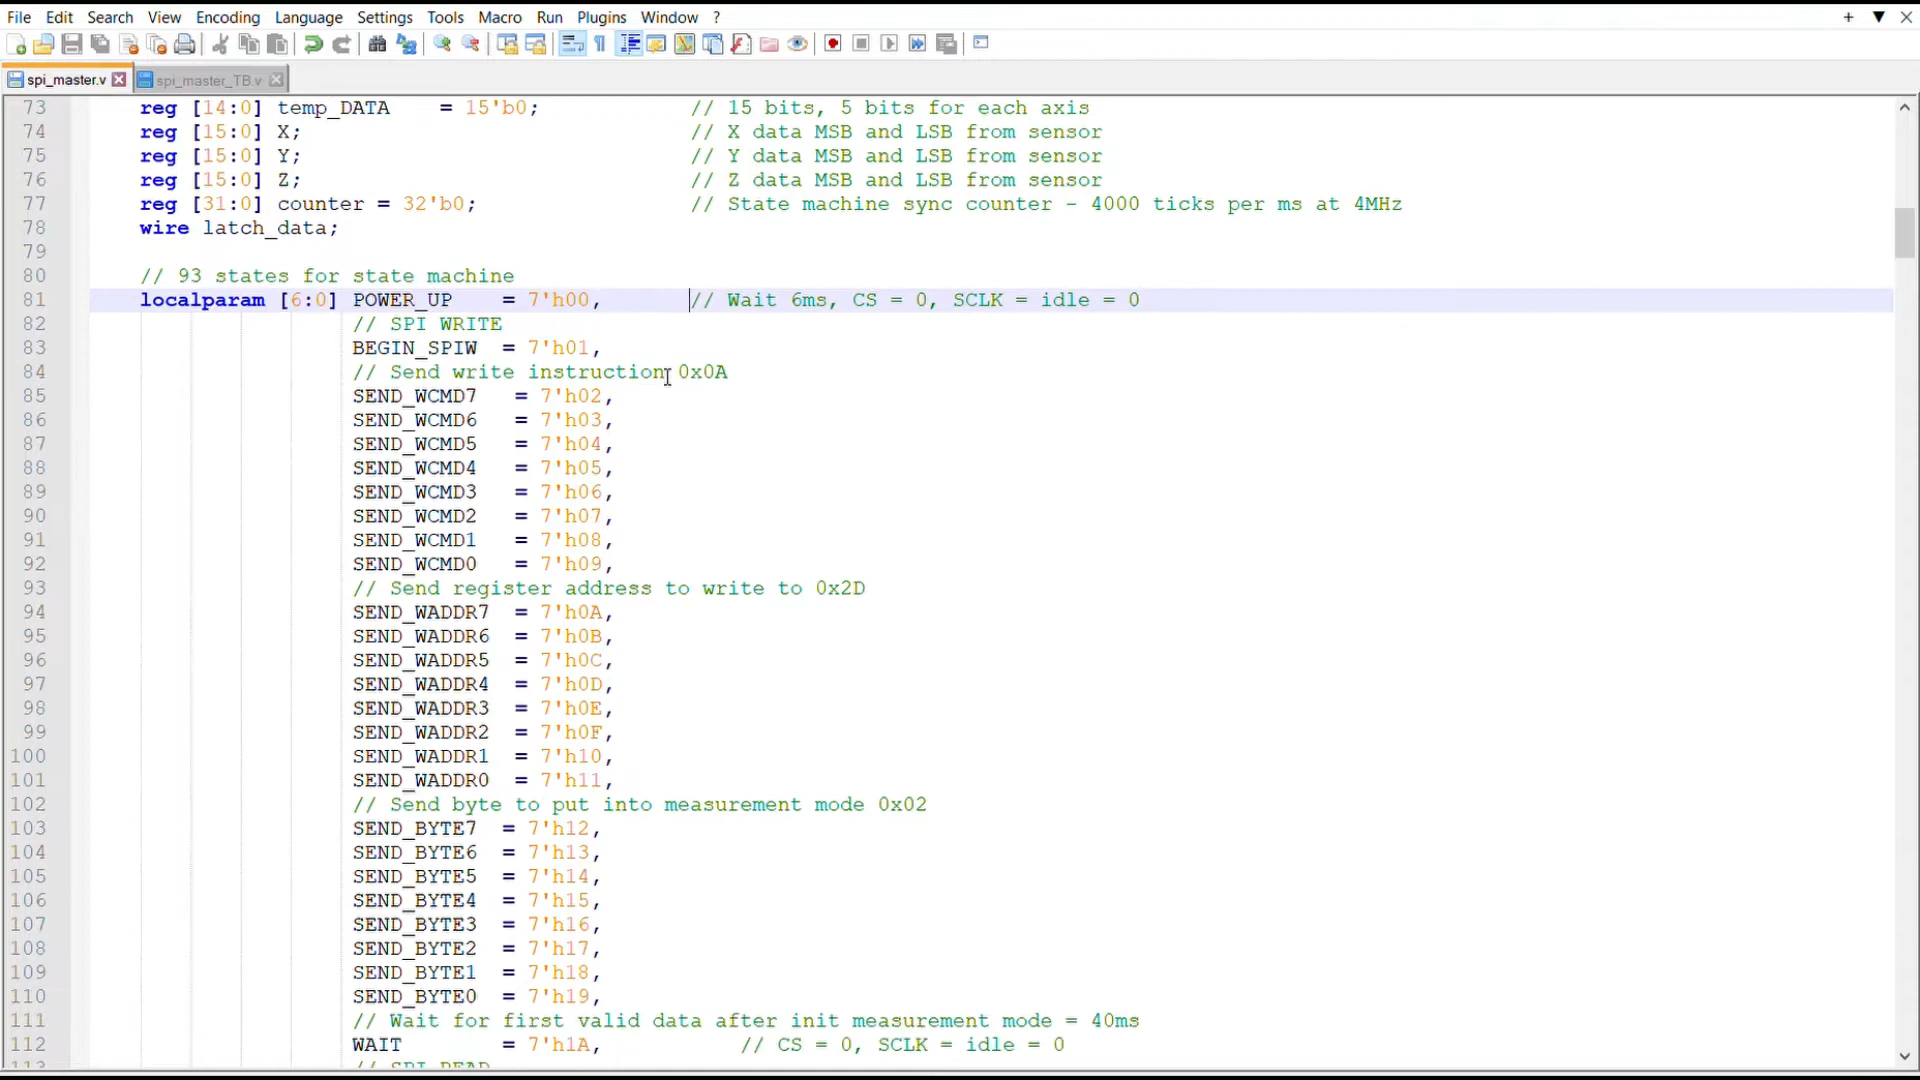 File Edit Search View Encoding Language Settings Tools Macro Run Plugins Window ? + ▼ X
spi_master.v spi_master_TB.v
73 reg [14:0] temp_DATA = 15'b0; // 15 bits, 5 bits for each axis
74 reg [15:0] X; // X data MSB and LSB from sensor
75 reg [15:0] Y; // Y data MSB and LSB from sensor
76 reg [15:0] Z; // Z data MSB and LSB from sensor
77 reg [31:0] counter = 32'b0; // State machine sync counter - 4000 ticks per ms at 4MHz
78 wire latch_data;
79
80 // 93 states for state machine
81 localparam [6:0] POWER_UP = 7'h00, // Wait 6ms, CS = 0, SCLK = idle = 0
82 // SPI WRITE
83 BEGIN_SPIW = 7'h01,
84 // Send write instruction 0x0A
85 SEND_WCMD7 = 7'h02,
86 SEND_WCMD6 = 7'h03,
87 SEND_WCMD5 = 7'h04,
88 SEND_WCMD4 = 7'h05,
89 SEND_WCMD3 = 7'h06,
90 SEND_WCMD2 = 7'h07,
91 SEND_WCMD1 = 7'h08,
92 SEND_WCMD0 = 7'h09,
93 // Send register address to write to 0x2D
94 SEND_WADDR7 = 7'h0A,
95 SEND_WADDR6 = 7'h0B,
96 SEND_WADDR5 = 7'h0C,
97 SEND_WADDR4 = 7'h0D,
98 SEND_WADDR3 = 7'h0E,
99 SEND_WADDR2 = 7'h0F,
100 SEND_WADDR1 = 7'h10,
101 SEND_WADDR0 = 7'h11,
102 // Send byte to put into measurement mode 0x02
103 SEND_BYTE7 = 7'h12,
104 SEND_BYTE6 = 7'h13,
105 SEND_BYTE5 = 7'h14,
106 SEND_BYTE4 = 7'h15,
107 SEND_BYTE3 = 7'h16,
108 SEND_BYTE2 = 7'h17,
109 SEND_BYTE1 = 7'h18,
110 SEND_BYTE0 = 7'h19,
111 // Wait for first valid data after init measurement mode = 40ms
112 WAIT = 7'h1A, // CS = 0, SCLK = idle = 0
113 // SPI READ